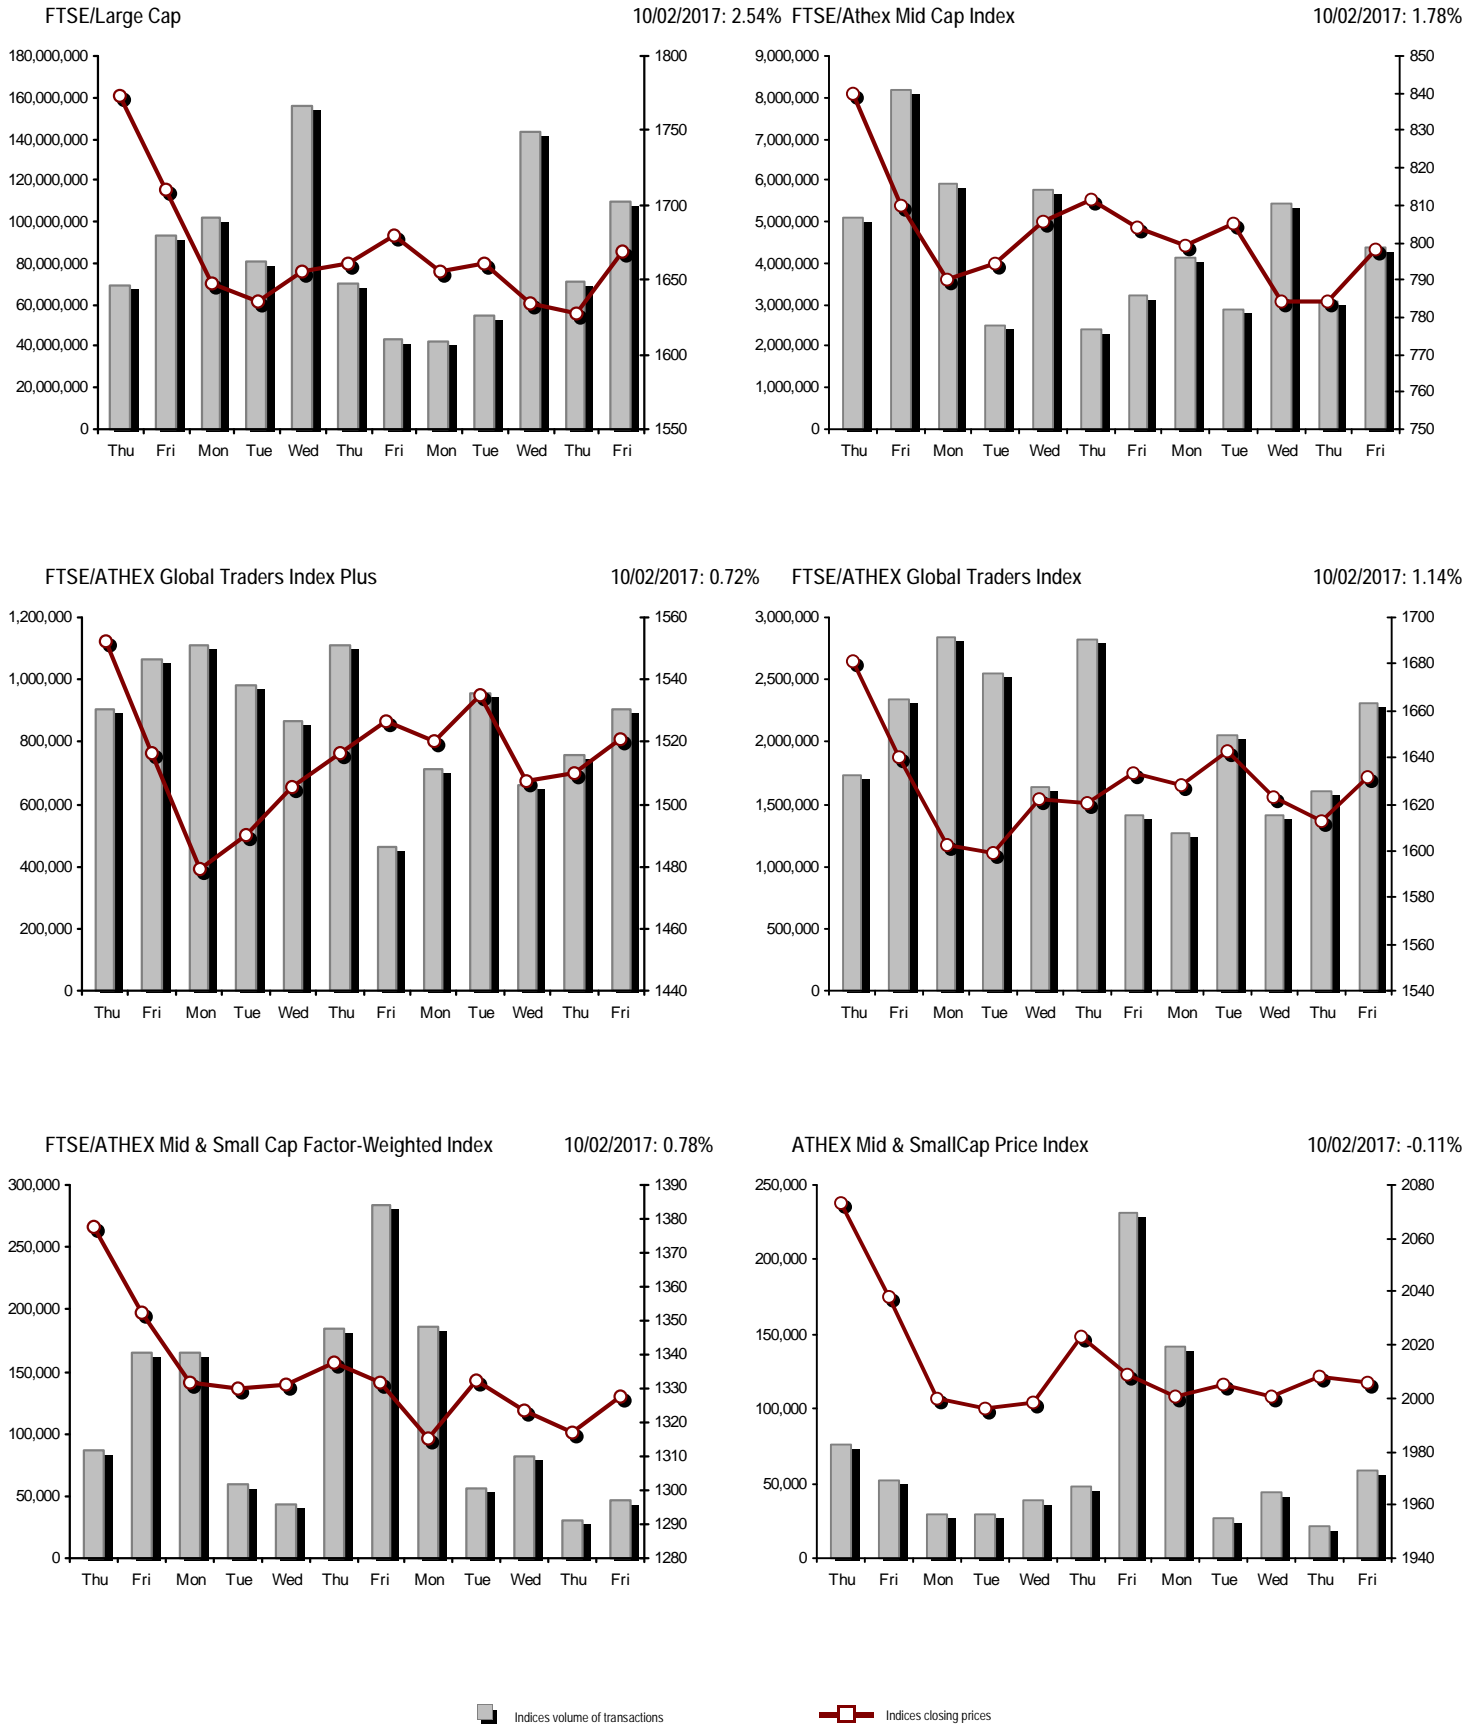 FTSE/Large Cap 10/02/2017: 2.54% FTSE/Athex Mid Cap Index 10/02/2017: 1.78%
180,000,000 1800 9,000,000 850
160,000,000 8,000,000 840
140,000,000 1750 7,000,000 830
120,000,000 6,000,000 820
100,000,000 1700 5,000,000 810
80,000,000 1650 4,000,000 800
60,000,000 3,000,000 790
40,000,000 1600 2,000,000 780
20,000,000 1,000,000 770
0 1550 0 760
750
Thu Fri Mon Tue Wed Thu Fri Mon Tue Wed Thu Fri Thu Fri Mon Tue Wed Thu Fri Mon Tue Wed Thu Fri
FTSE/ATHEX Global Traders Index Plus 10/02/2017: 0.72% FTSE/ATHEX Global Traders Index 10/02/2017: 1.14%
1,200,000 1560 3,000,000 1700
1,000,000 1540 2,500,000 1680
800,000 1520 2,000,000 1660
600,000 1500 1,500,000 1640
400,000 1480 1,000,000 1620
200,000 1460 500,000 1600
0 1440 0 1580
1560
1540
Thu Fri Mon Tue Wed Thu Fri Mon Tue Wed Thu Fri Thu Fri Mon Tue Wed Thu Fri Mon Tue Wed Thu Fri
FTSE/ATHEX Mid & Small Cap Factor-Weighted Index 10/02/2017: 0.78% ATHEX Mid & SmallCap Price Index 10/02/2017: -0.11%
300,000 1390 250,000 2080
250,000 1380 200,000 2060
200,000 1370 150,000 2040
150,000 1360 100,000 2020
100,000 1350 50,000 2000
50,000 1340 0 1980
0 1330 1960
1320 1940
1310
1300
1290
1280
Thu Fri Mon Tue Wed Thu Fri Mon Tue Wed Thu Fri Thu Fri Mon Tue Wed Thu Fri Mon Tue Wed Thu Fri
Indices volume of transactions Indices closing prices